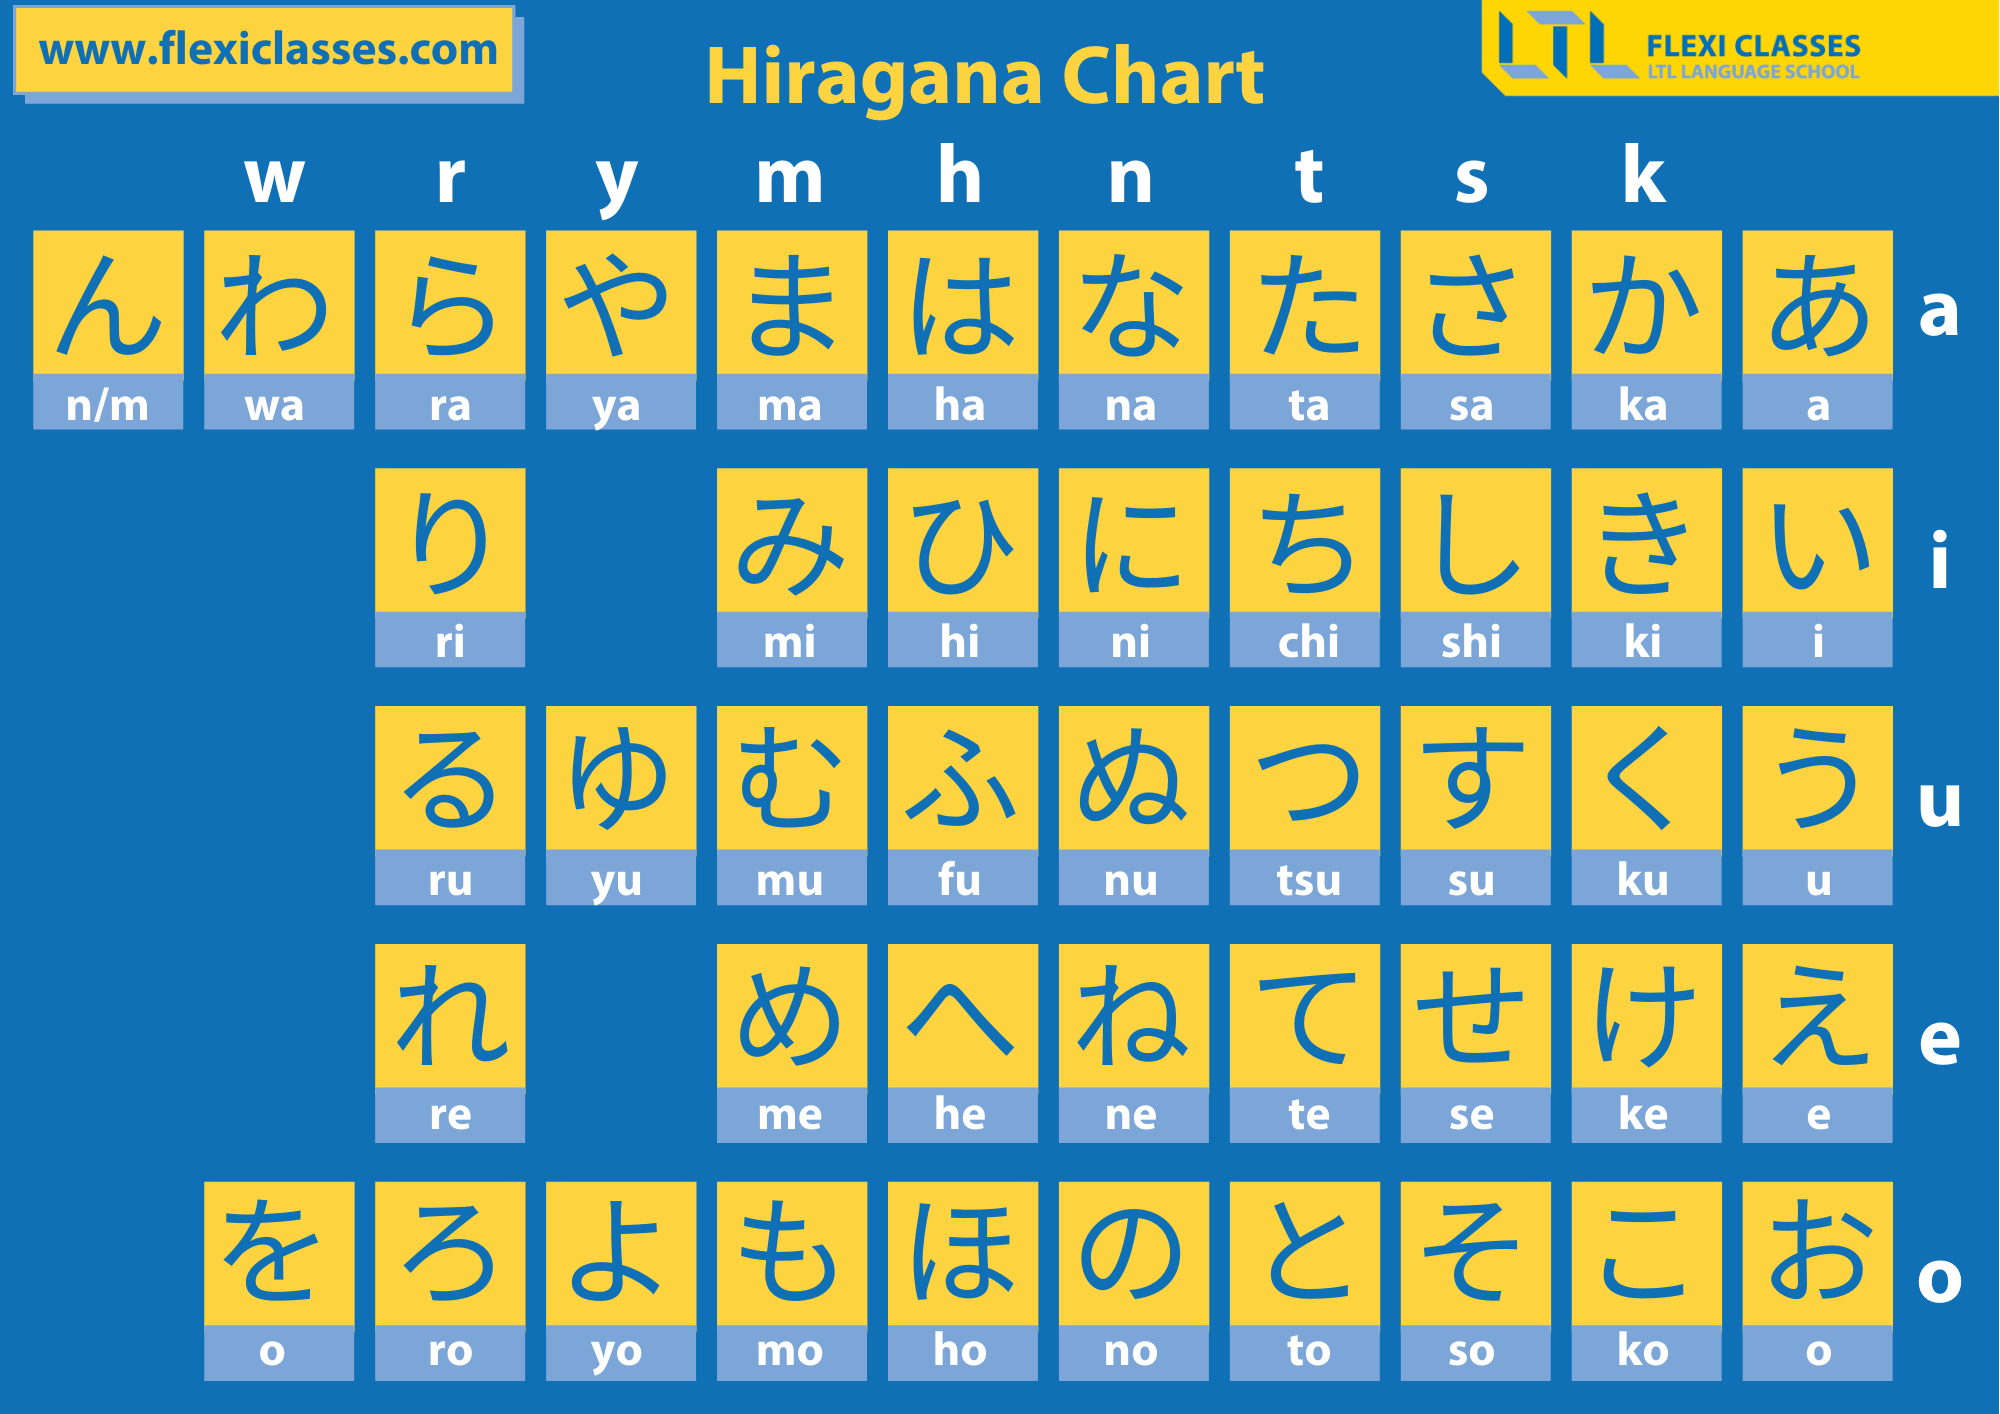 www.flexiclasses.com
Hiragana Chart
LTL FLEXI CLASSES
LTL LANGUAGE SCHOOL
w r y m h n t s k
ん わ ら や ま は な た さ か あ a
n/m wa ra ya ma ha na ta sa ka a
り み ひ に ち し き い i
ri mi hi ni chi shi ki i
る ゆ む ふ ぬ つ す く う u
ru yu mu fu nu tsu su ku u
れ め へ ね て せ け え e
re me he ne te se ke e
を ろ よ も ほ の と そ こ お o
o ro yo mo ho no to so ko o